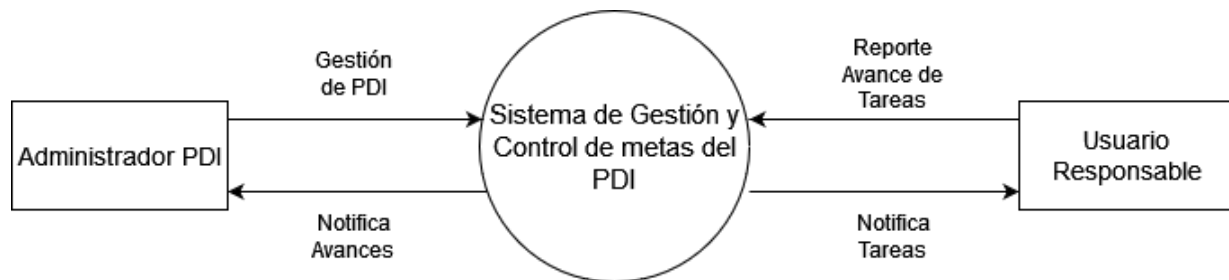 Gestión
de PDI
Reporte
Avance de
Tareas
Administrador PDI
Sistema de Gestión y
Control de metas del
PDI
Usuario
Responsable
Notifica
Avances
Notifica
Tareas